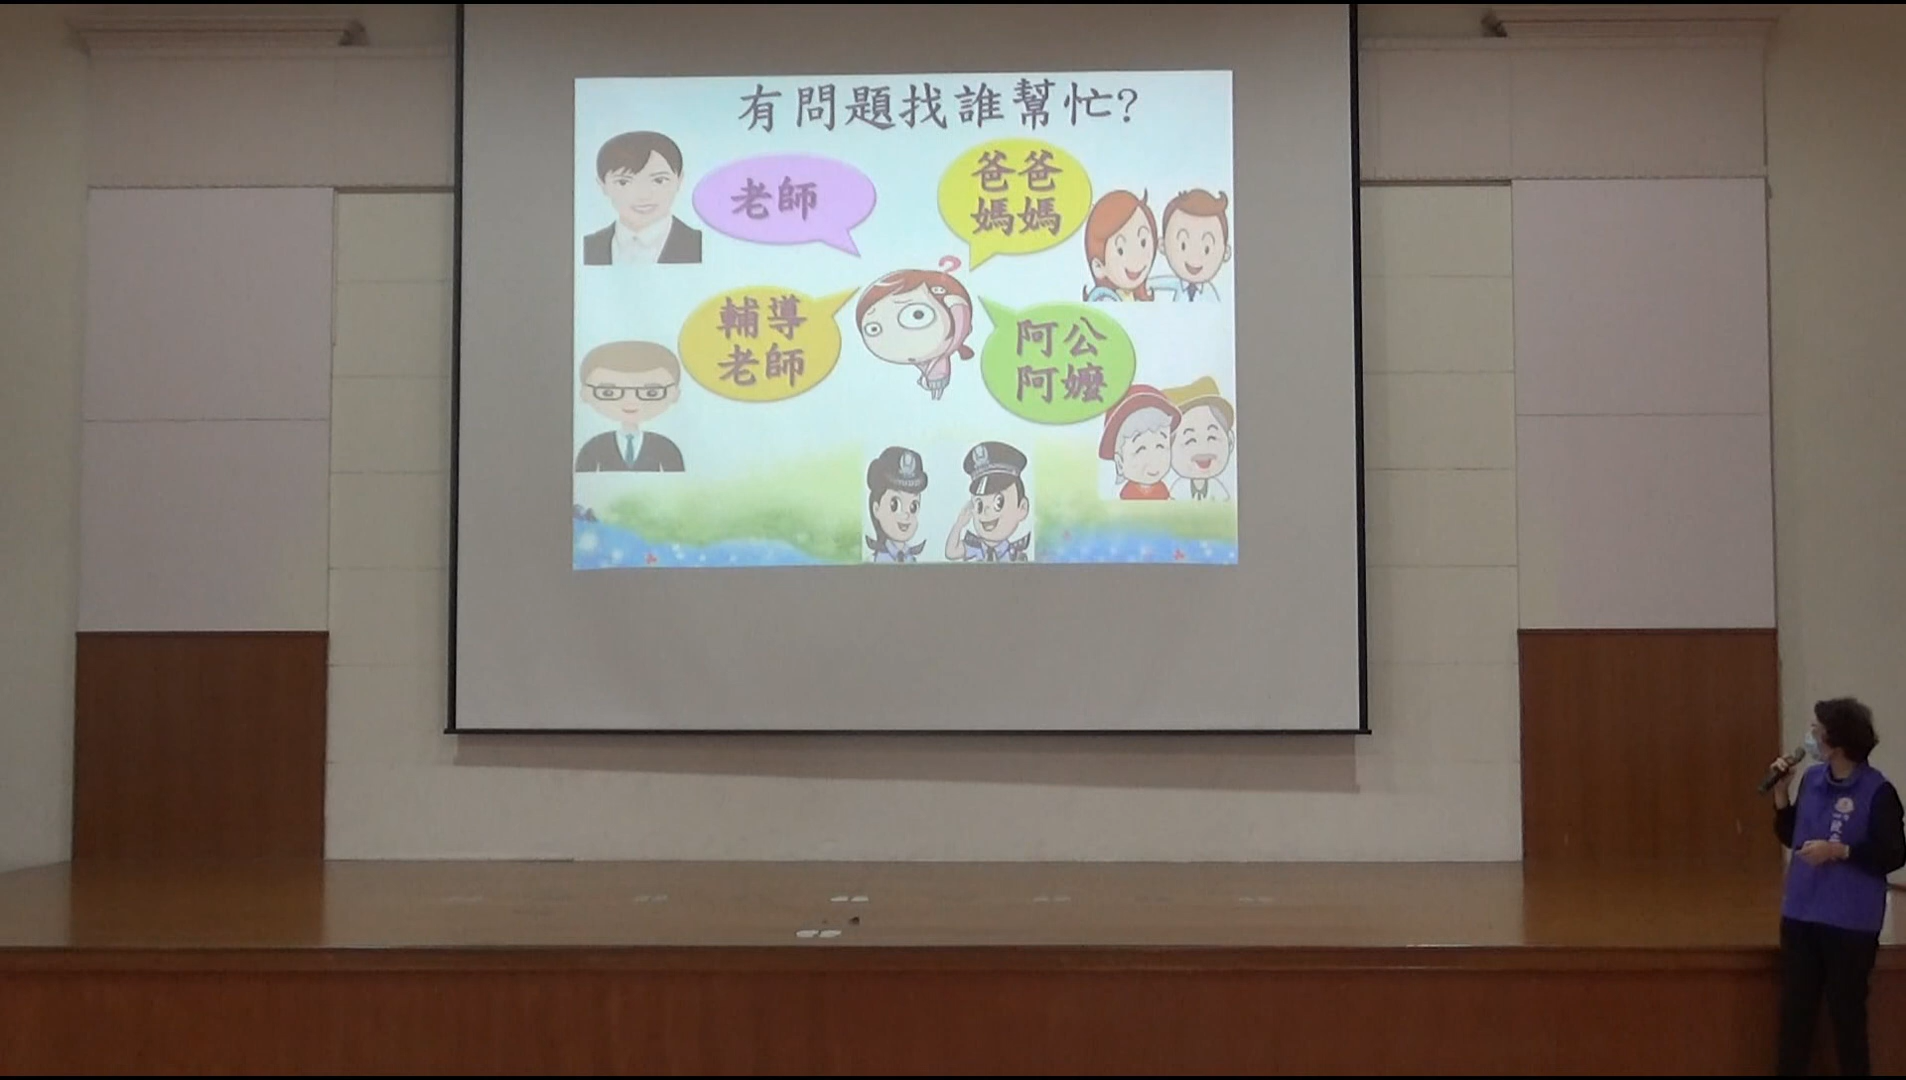 有問題找誰幫忙?
老師
爸爸
媽媽
輔導
老師
阿公
阿嬤